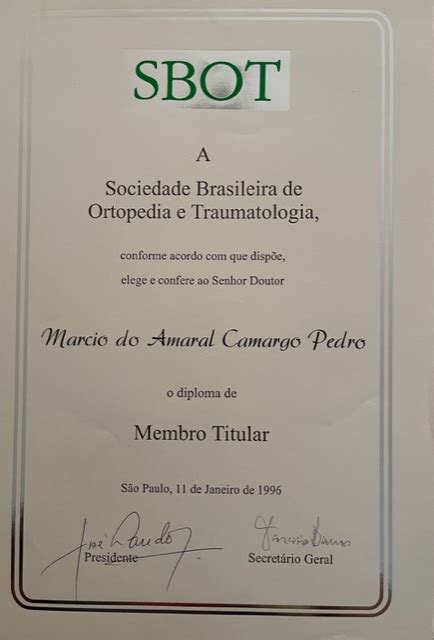 SBOT
A
Sociedade Brasileira de
Ortopedia e Traumatologia,
conforme acordo com que dispõe,
elege e confere ao Senhor Doutor
Marcio do Amaral Camargo Pedro
o diploma de
Membro Titular
São Paulo, 11 de Janeiro de 1996
Presidente
Secretário Geral